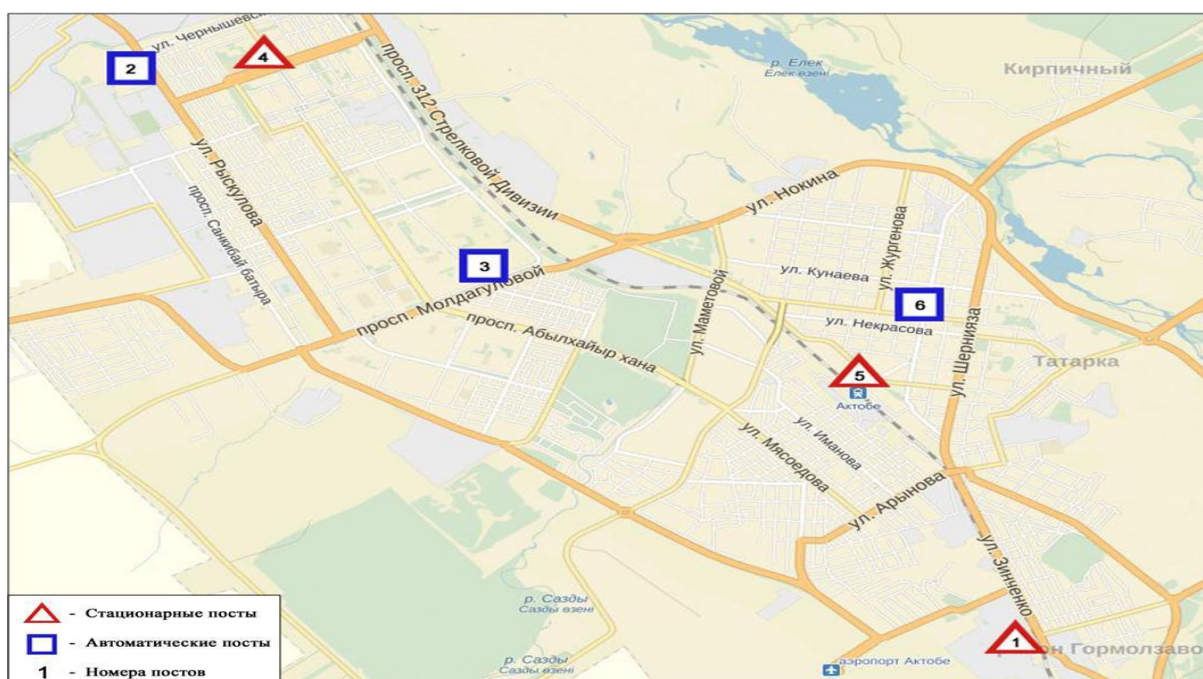 ул. Чернышевск
2
4
просп. 312 Стрелковой Дивизии
р. Елек
Елек өзені
Кирпичный
ул. Рыскулова
просп. Санкибай батыра
ул. Нокина
ул. Жургенова
3
просп. Молдагуловой
ул. Кунаева
6
ул. Некрасова
ул. Маметовой
просп. Абылхайыр хана
ул. Шернияза
Татарка
5
Актобе
ул. Иманова
ул. Мясоедова
ул. Арынова
ул. Зинченко
р. Сазды
Сазды өзені
1
он Гормолзаво
р. Сазды
Сазды өзені
аэропорт Актобе
- Стационарные посты
- Автоматические посты
1 - Номера постов